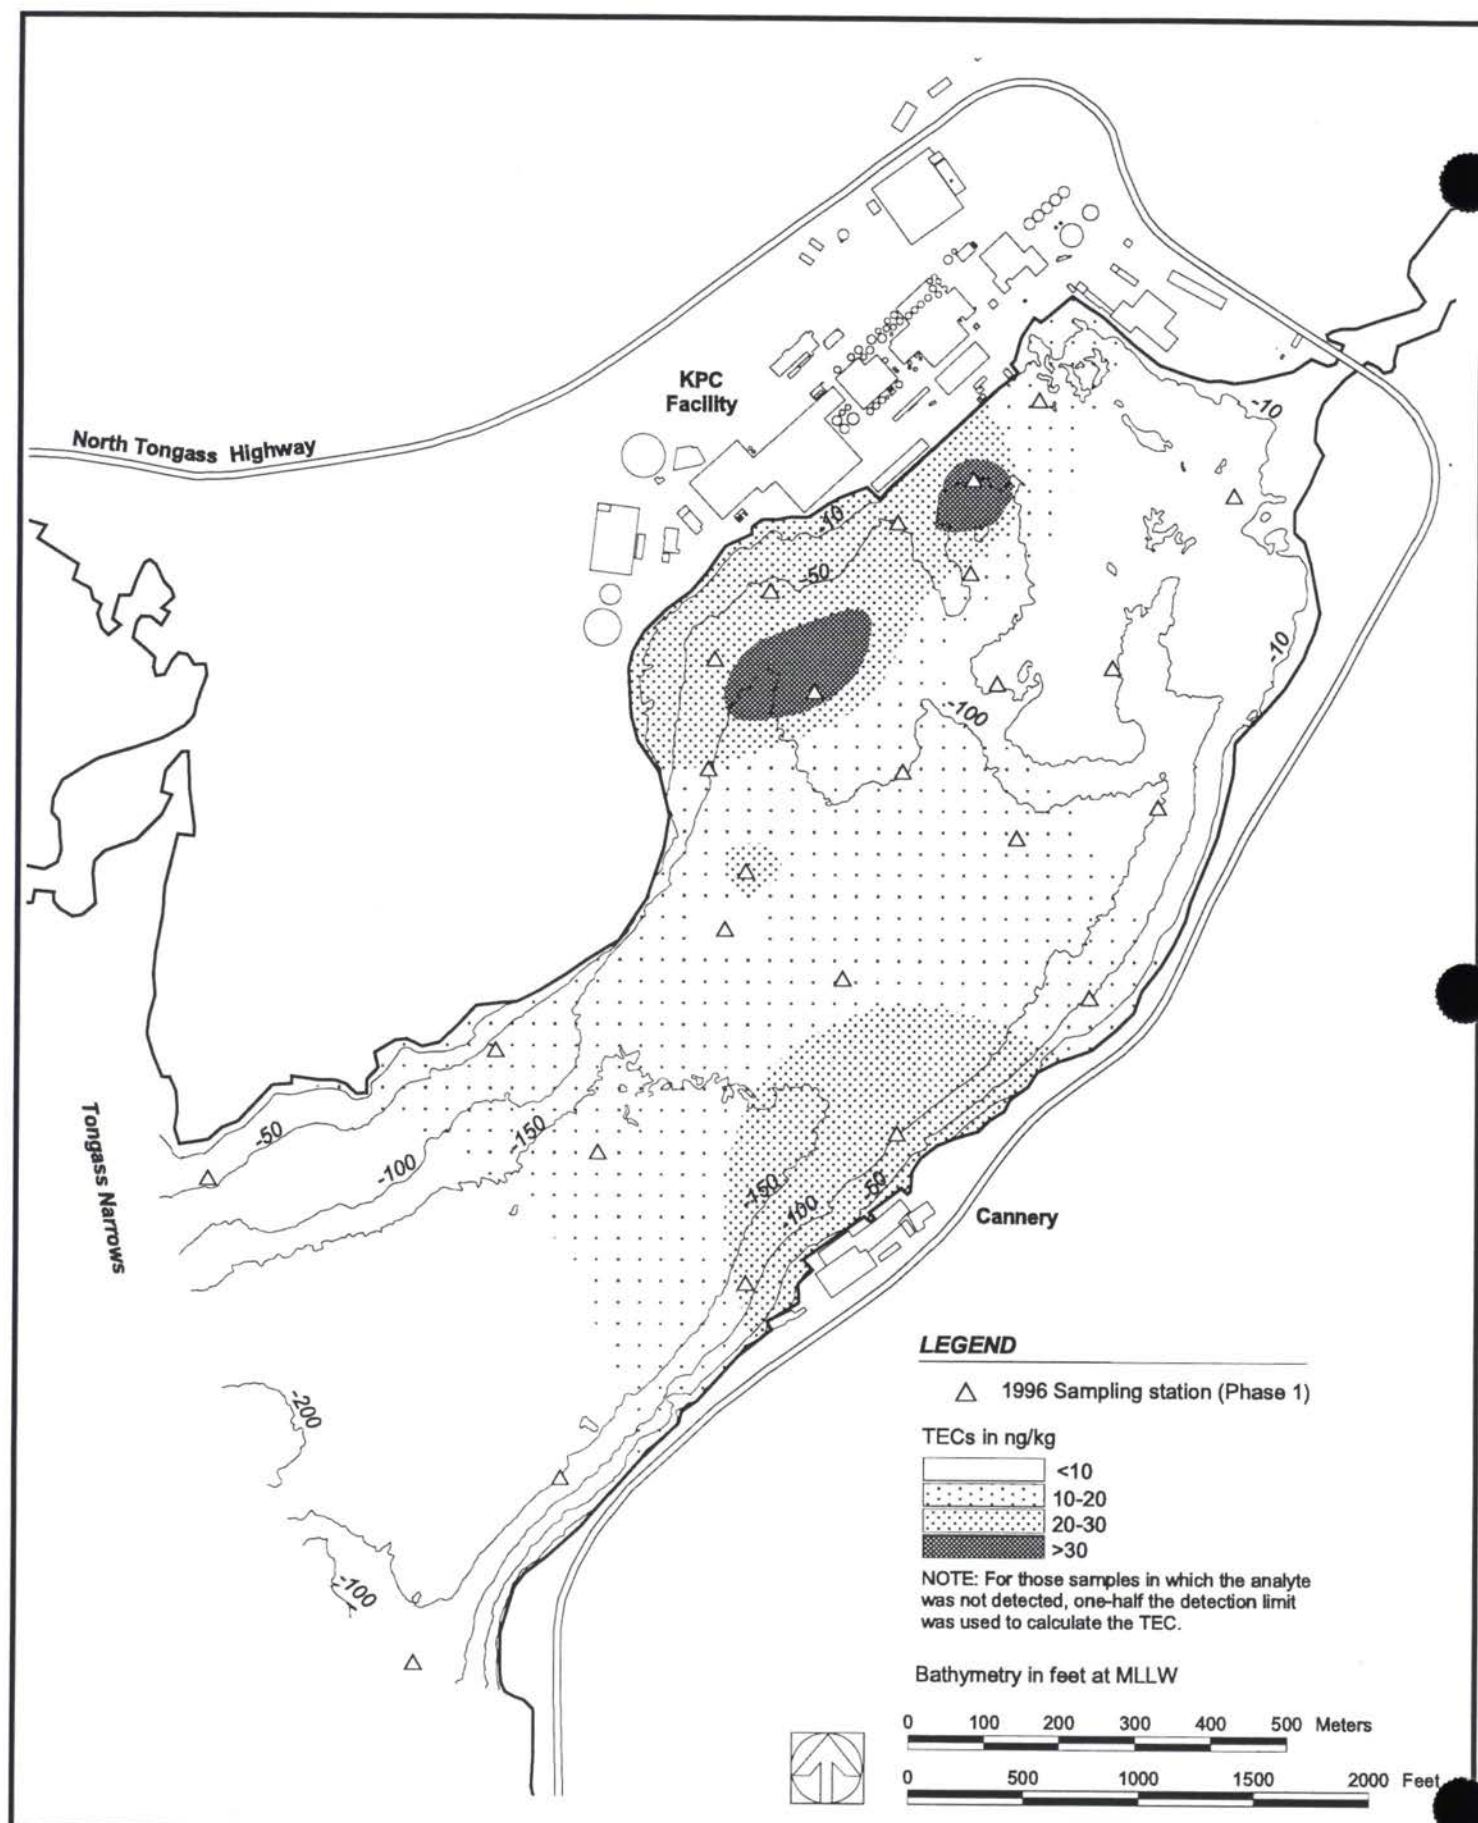 KPC
Facility
North Tongass Highway
-10
-10
-50
-10
-100
-50
-100
-150
-150
-100
-50
Tongass Narrows
Cannery
-200
-100
LEGEND
1996 Sampling station (Phase 1)
TECs in ng/kg
<10
10-20
20-30
>30
NOTE: For those samples in which the analyte
was not detected, one-half the detection limit
was used to calculate the TEC.
Bathymetry in feet at MLLW
0 100 200 300 400 500 Meters
0 500 1000 1500 2000 Feet